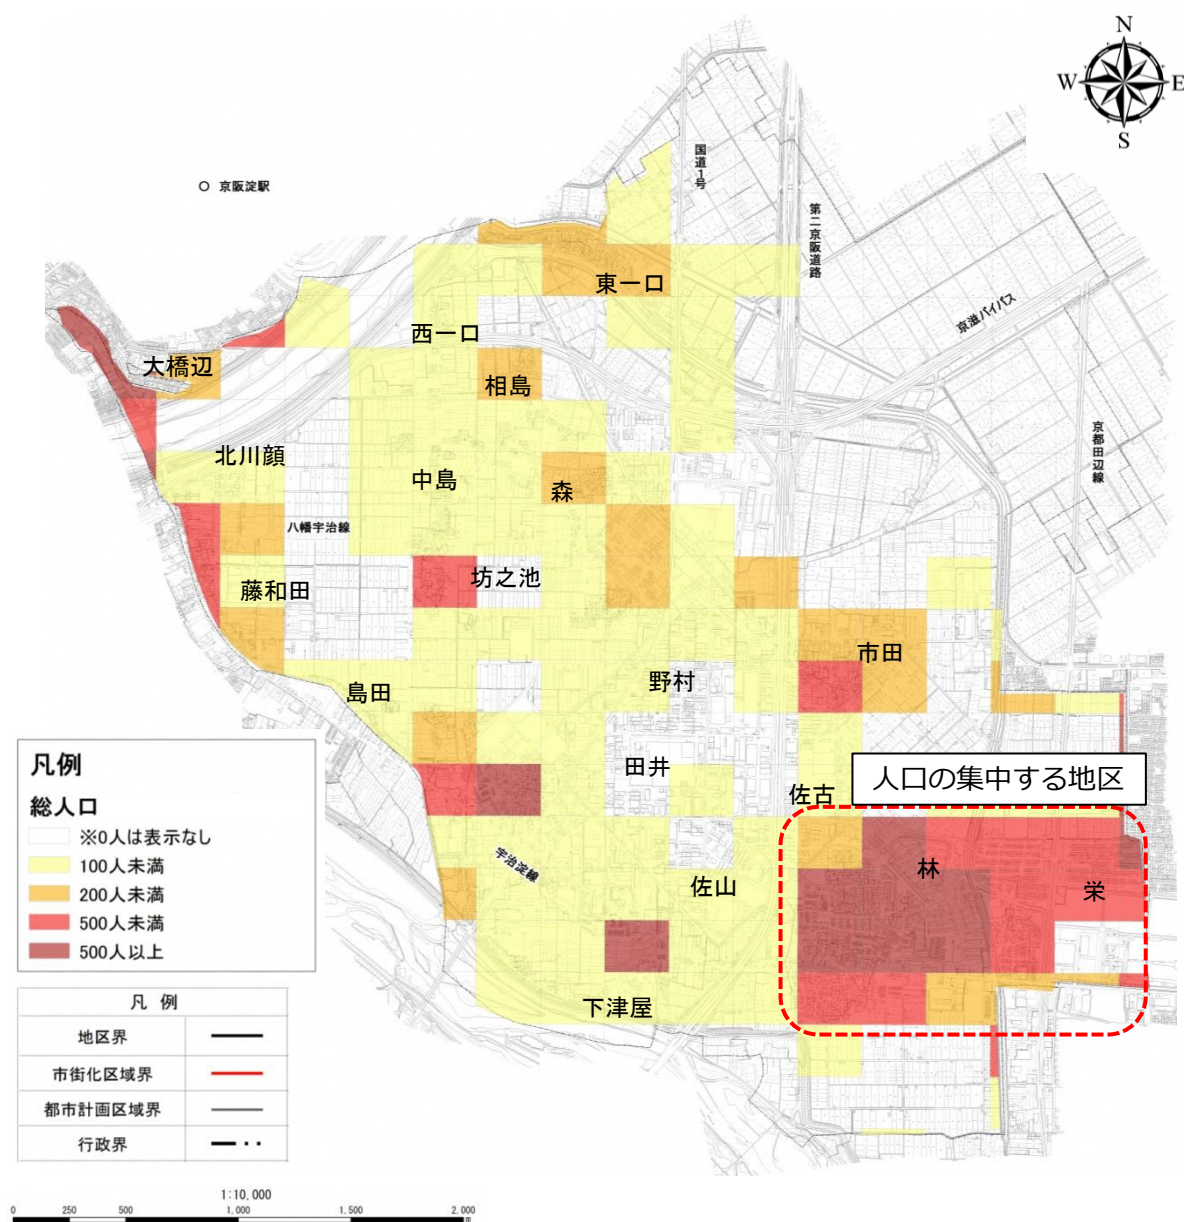 N
W
E
S
国道1号
京阪淀駅
第二京阪道路
東一口
京滋バイパス
西一口
大橋辺
相島
京都田辺線
北川顔
中島
森
八幡宇治線
坊之池
藤和田
市田
野村
島田
凡例
総人口
※0人は表示なし
100人未満
200人未満
500人未満
500人以上
田井
人口の集中する地区
佐古
宇治淀線
林
佐山
栄
下津屋
凡 例
地区界
市街化区域界
都市計画区域界
行政界
1:10,000
0 250 500 1,000 1,500 2,000
m